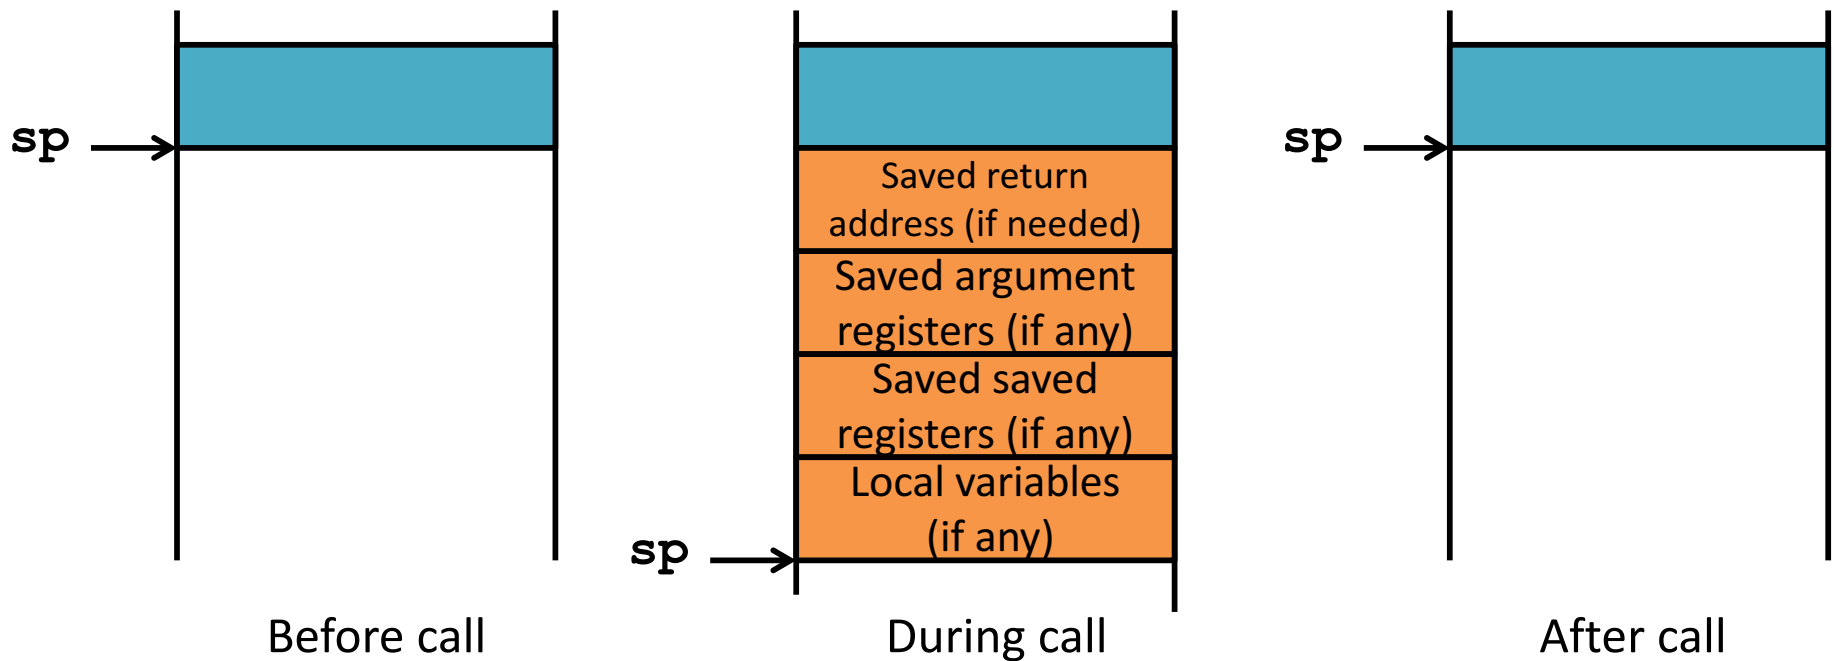 sp
Before call
Saved return
address (if needed)
Saved argument
registers (if any)
Saved saved
registers (if any)
Local variables
(if any)
sp
During call
sp
After call